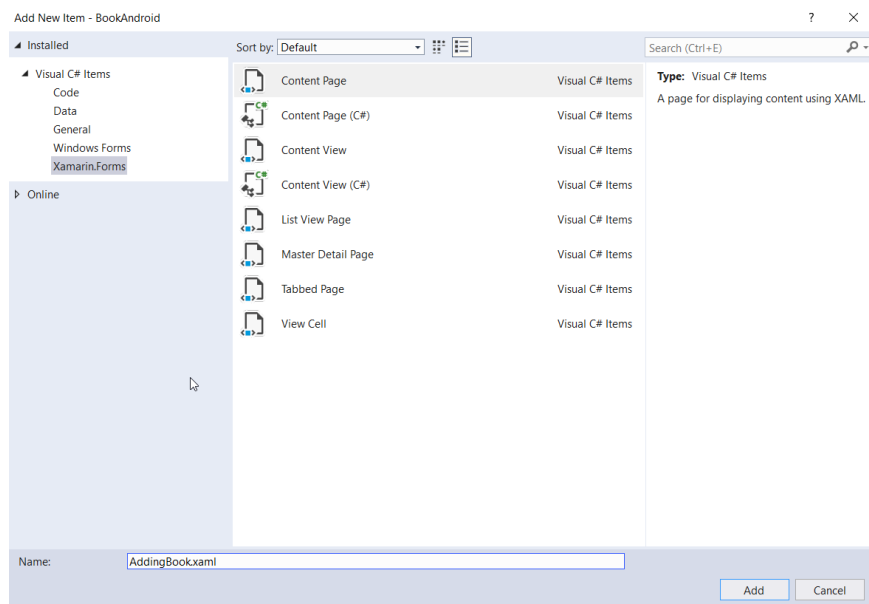 Add New Item - BookAndroid
? ×
Installed
Sort by: Default
Search (Ctrl+E)
Visual C# Items
Code
Data
General
Windows Forms
Xamarin.Forms
Online
Content Page Visual C# Items
Content Page (C#) Visual C# Items
Content View Visual C# Items
Content View (C#) Visual C# Items
List View Page Visual C# Items
Master Detail Page Visual C# Items
Tabbed Page Visual C# Items
View Cell Visual C# Items
Type: Visual C# Items
A page for displaying content using XAML.
Name: AddingBook.xaml
Add Cancel